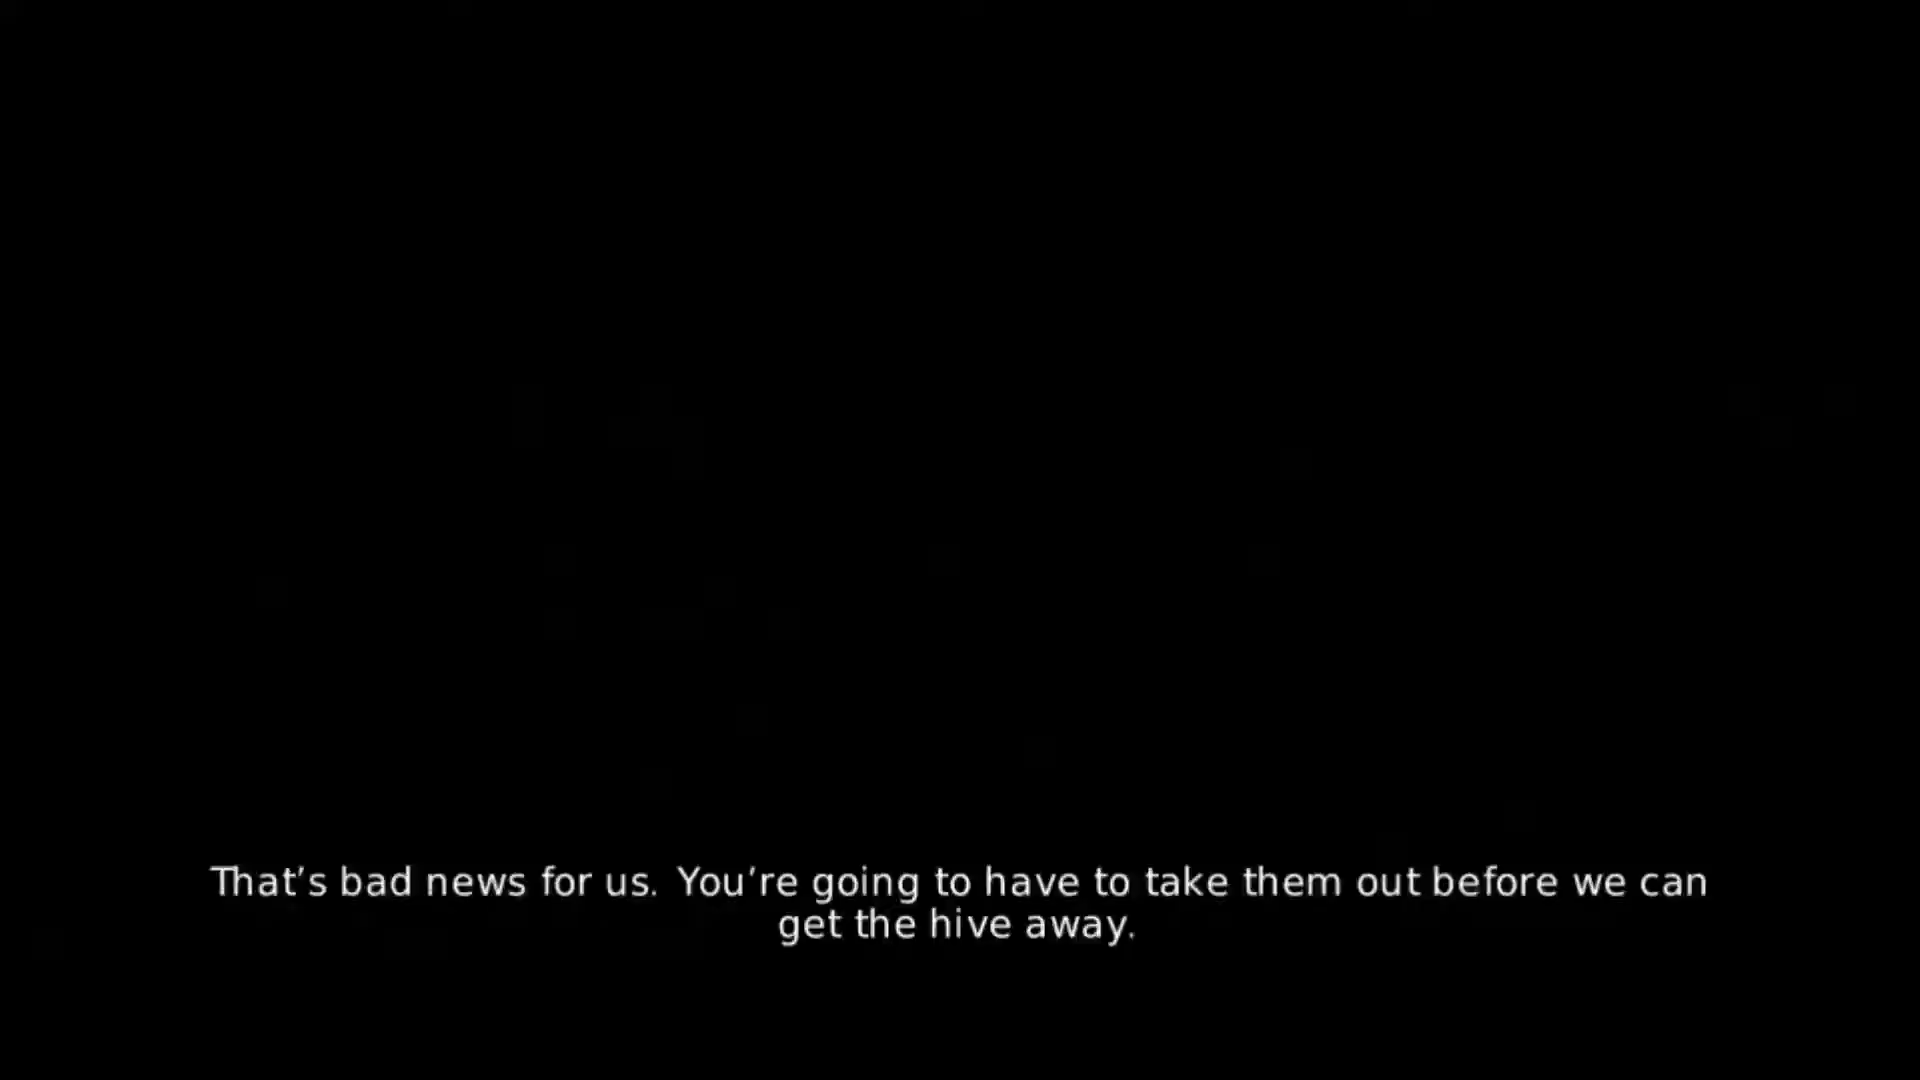 That’s bad news for us. You’re going to have to take them out before we can
get the hive away.